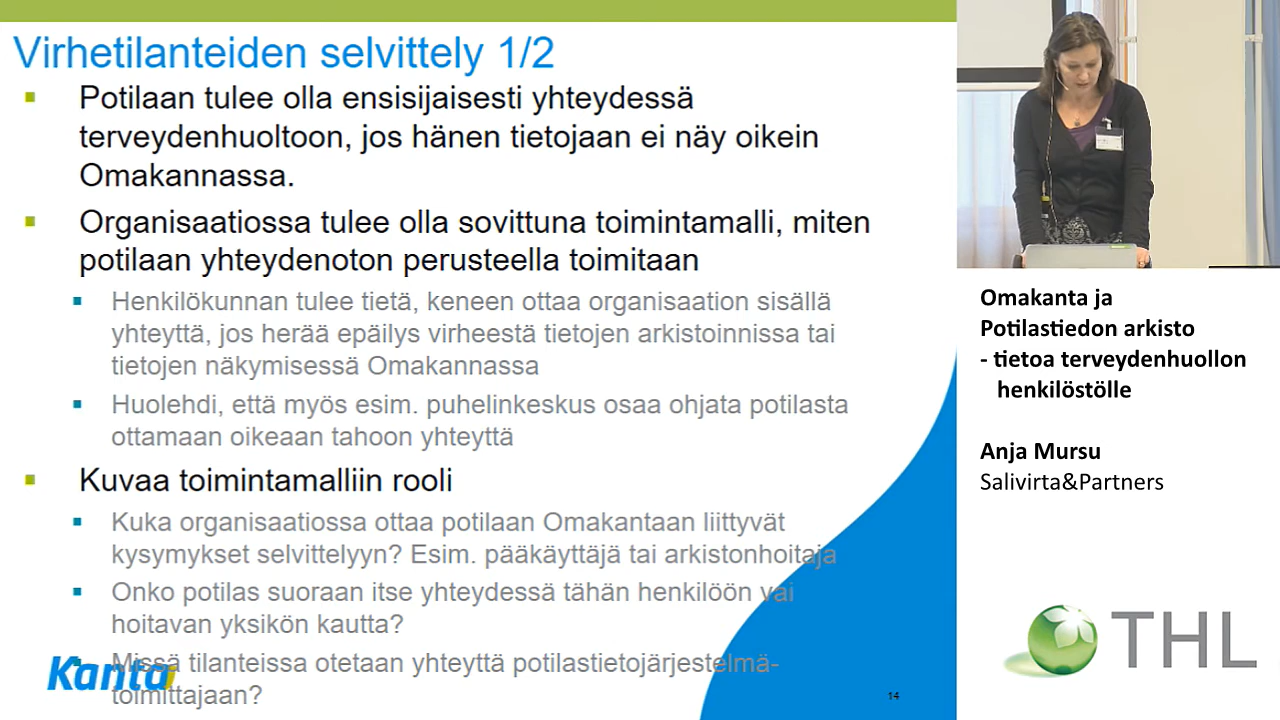 Virhetilanteiden selvittely 1/2
Potilaan tulee olla ensisijaisesti yhteydessä
terveydenhuoltoon, jos hänen tietojaan ei näy oikein
Omakannassa.
Organisaatiossa tulee olla sovittuna toimintamalli, miten
potilaan yhteydenoton perusteella toimitaan
Henkilökunnan tulee tietä, keneen ottaa organisaation sisällä
yhteyttä, jos herää epäilys virheestä tietojen arkistoinnissa tai
tietojen näkymisessä Omakannassa
Huolehdi, että myös esim. puhelinkeskus osaa ohjata potilasta
ottamaan oikeaan tahoon yhteyttä
Kuvaa toimintamalliin rooli
Kuka organisaatiossa ottaa potilaan Omakantaan liittyvät
kysymykset selvittelyyn? Esim. pääkäyttäjä tai arkistonhoitaja
Onko potilas suoraan itse yhteydessä tähän henkilöön vai
hoitavan yksikön kautta?
Missä tilanteissa otetaan yhteyttä potilastietojärjestelmä-
toimittajaan?
Kanta
14
Omakanta ja
Potilastiedon arkisto
- tietoa terveydenhuollon
henkilöstölle
Anja Mursu
Salivirta&Partners
THL